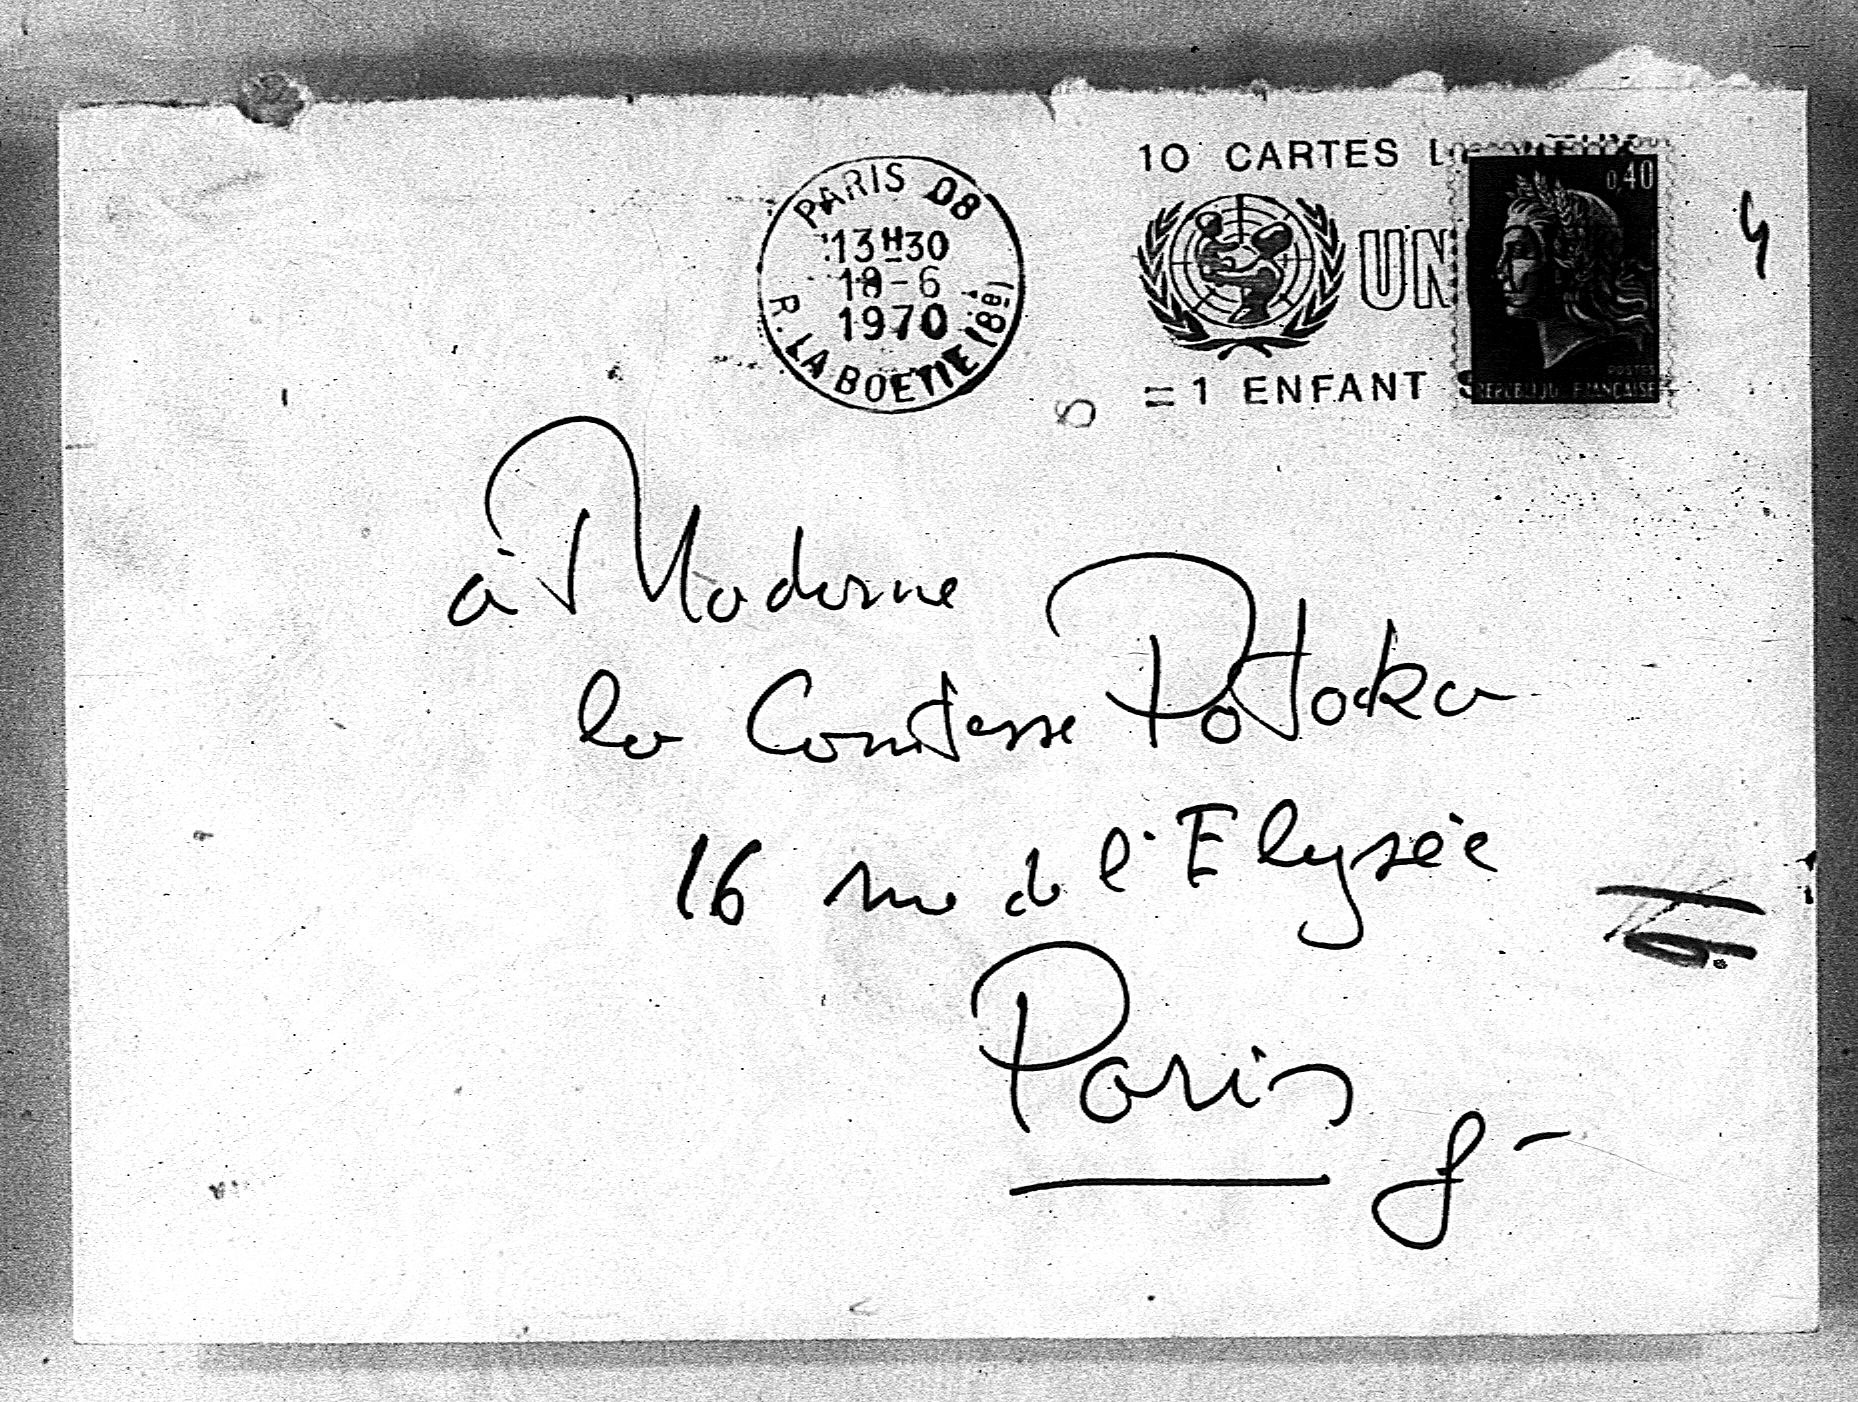 PARIS 08
13H30
18-6
1970
R. LA BOETIE (8e)
10 CARTES
UN
= 1 ENFANT
0,40
POSTES
REPUBLIQUE FRANCAISE
à Madame
la Comtesse Potocka
16 rue de l'Elysée
Paris
8e